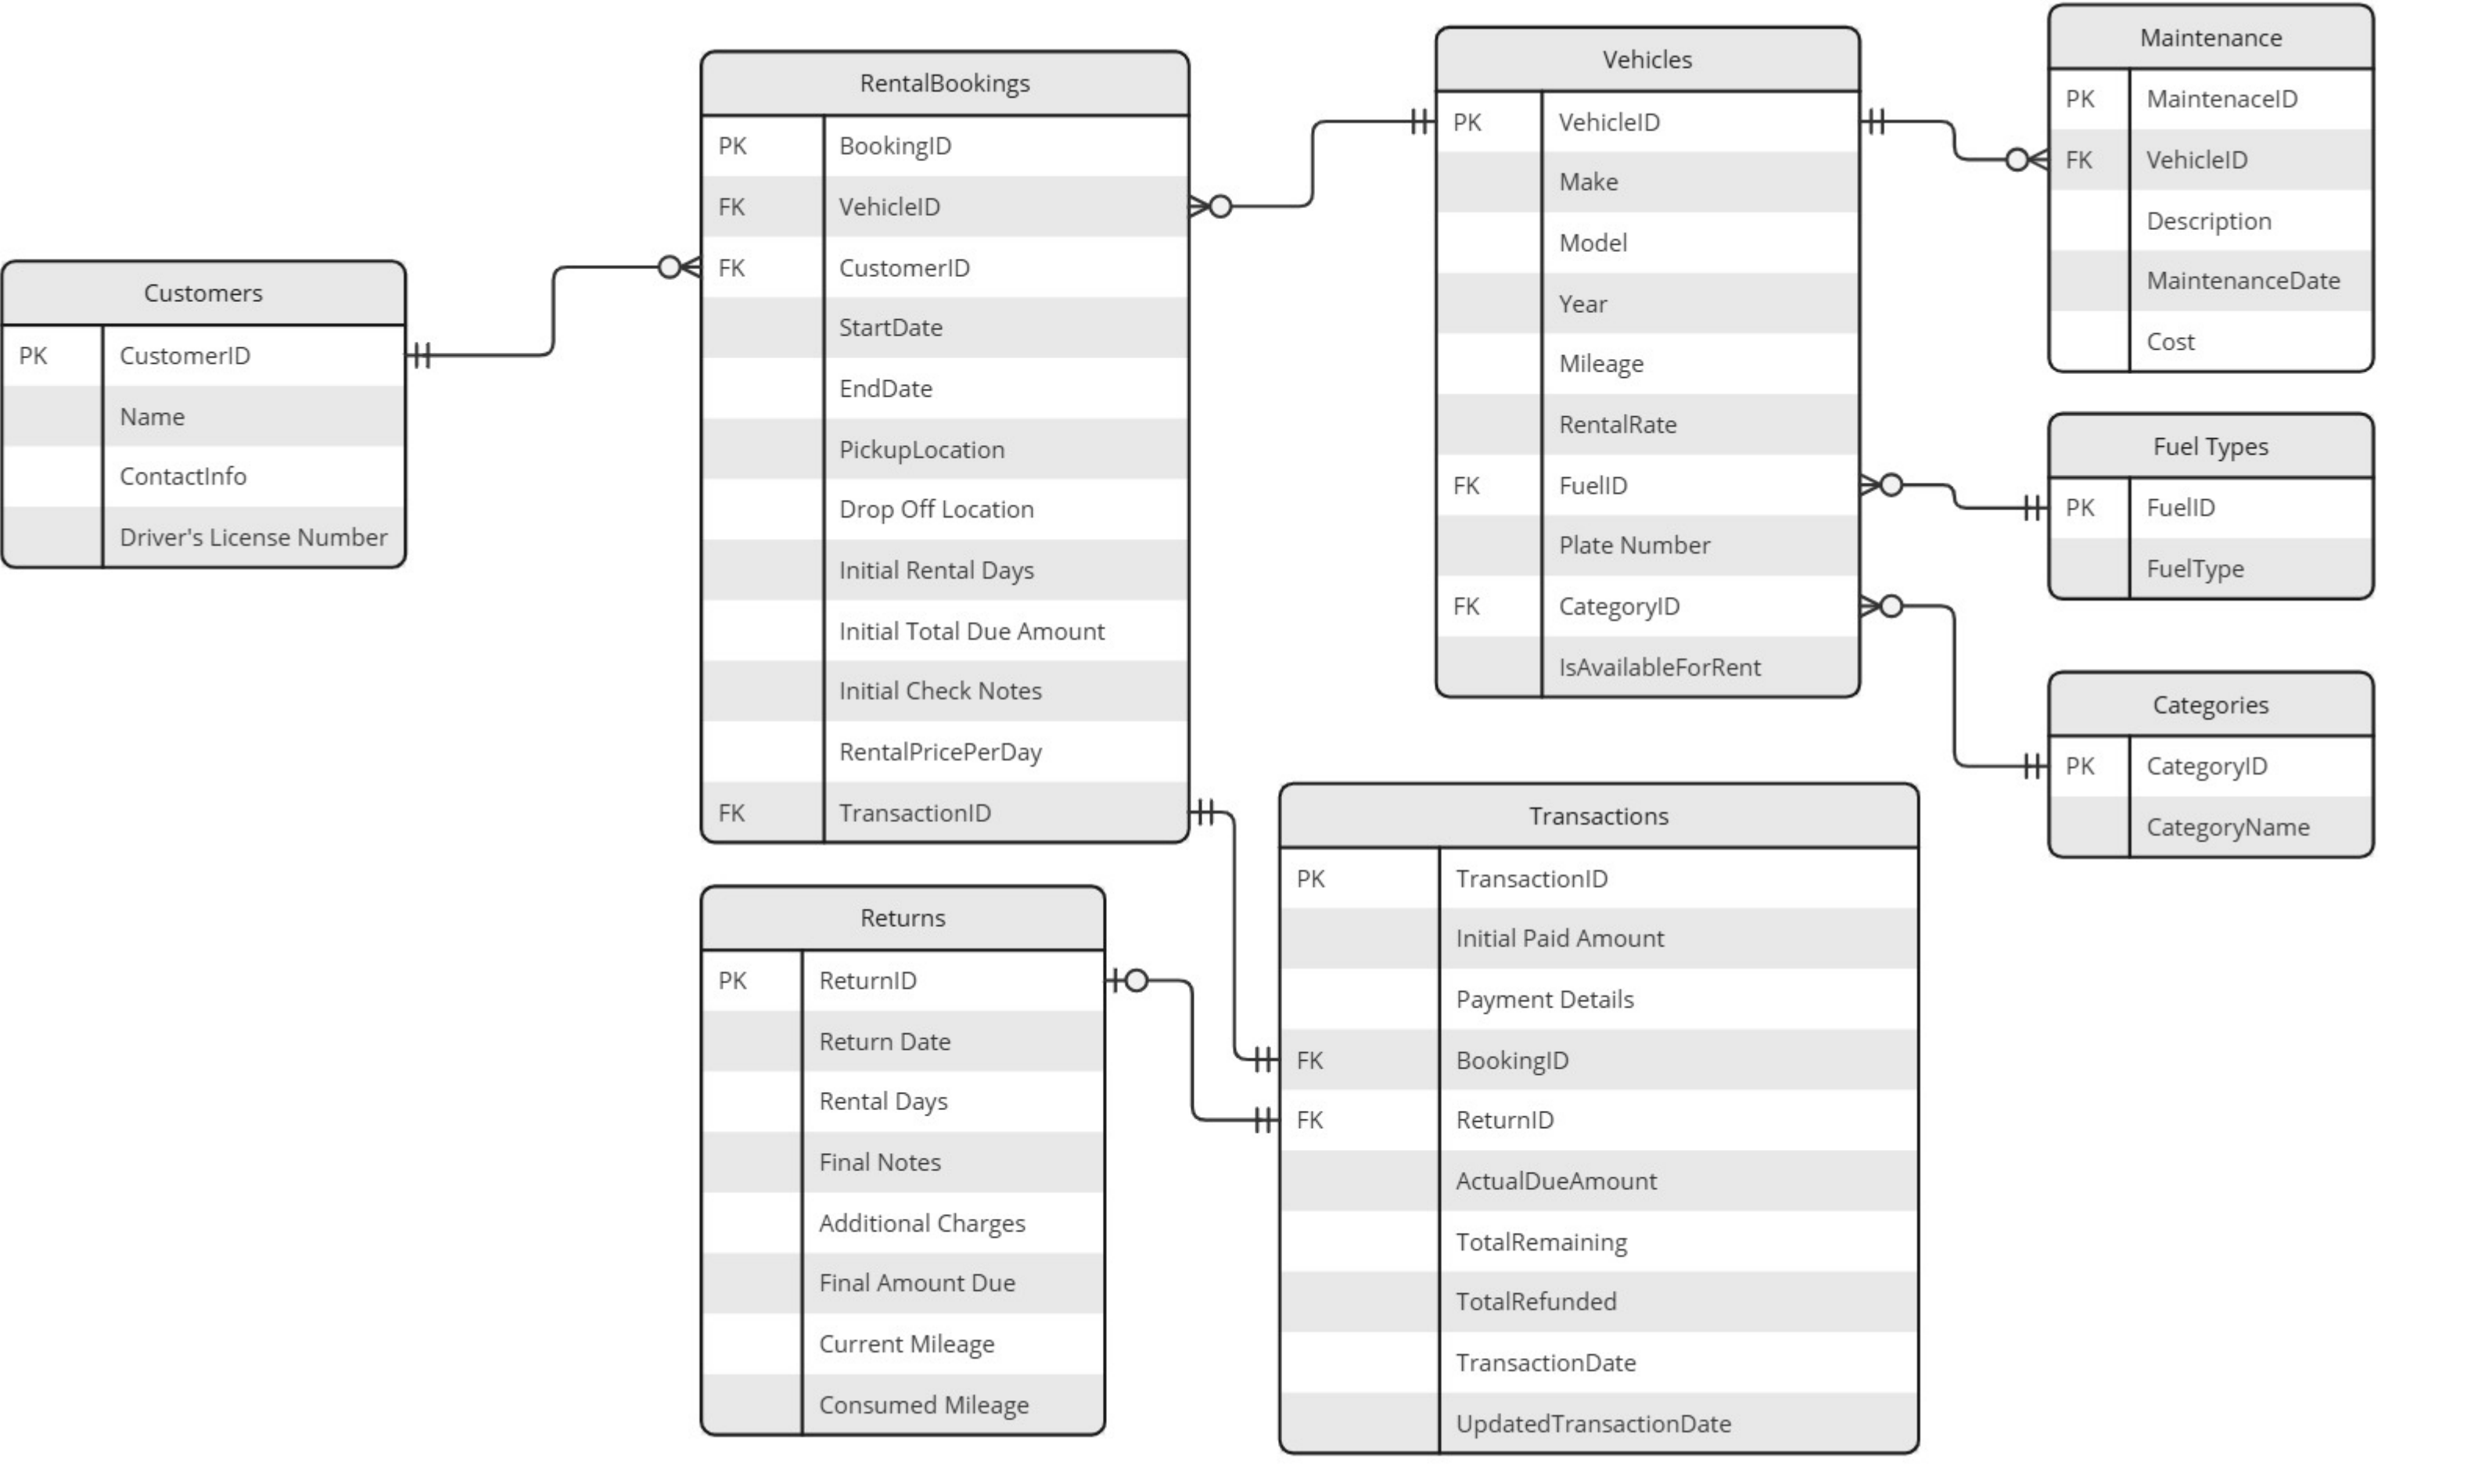 Customers
PK CustomerID
Name
ContactInfo
Driver's License Number
RentalBookings
PK BookingID
FK VehicleID
FK CustomerID
StartDate
EndDate
PickupLocation
Drop Off Location
Initial Rental Days
Initial Total Due Amount
Initial Check Notes
RentalPricePerDay
FK TransactionID
Returns
PK ReturnID
Return Date
Rental Days
Final Notes
Additional Charges
Final Amount Due
Current Mileage
Consumed Mileage
Vehicles
PK VehicleID
Make
Model
Year
Mileage
RentalRate
FK FuelID
Plate Number
FK CategoryID
IsAvailableForRent
Transactions
PK TransactionID
Initial Paid Amount
Payment Details
FK BookingID
FK ReturnID
ActualDueAmount
TotalRemaining
TotalRefunded
TransactionDate
UpdatedTransactionDate
Maintenance
PK MaintenaceID
FK VehicleID
Description
MaintenanceDate
Cost
Fuel Types
PK FuelID
FuelType
Categories
PK CategoryID
CategoryName